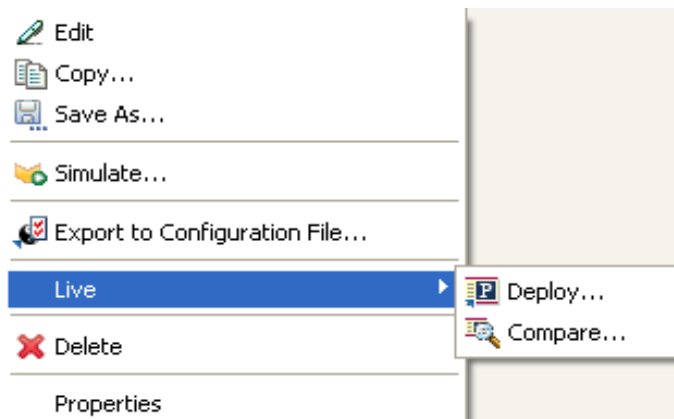 Edit
Copy...
Save As...
Simulate...
Export to Configuration File...
Live
P Deploy...
Compare...
Delete
Properties